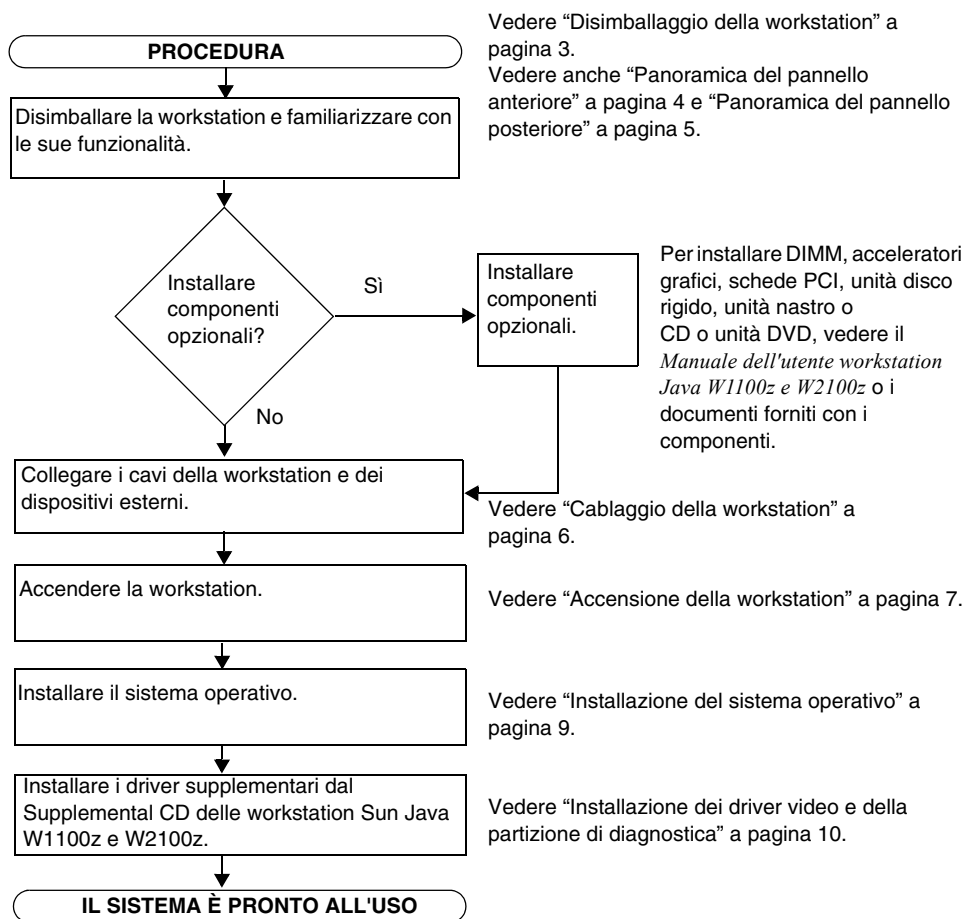 PROCEDURA
Vedere “Disimballaggio della workstation” a
pagina 3.
Vedere anche “Panoramica del pannello
anteriore” a pagina 4 e “Panoramica del pannello
posteriore” a pagina 5.
Disimballare la workstation e familiarizzare con
le sue funzionalità.
Installare
componenti
opzionali?
Sì
Installare
componenti
opzionali.
Per installare DIMM, acceleratori
grafici, schede PCI, unità disco
rigido, unità nastro o
CD o unità DVD, vedere il
Manuale dell'utente workstation
Java W1100z e W2100z o i
documenti forniti con i
componenti.
No
Collegare i cavi della workstation e dei
dispositivi esterni.
Vedere “Cablaggio della workstation” a
pagina 6.
Accendere la workstation.
Vedere “Accensione della workstation” a pagina 7.
Installare il sistema operativo.
Vedere “Installazione del sistema operativo” a
pagina 9.
Installare i driver supplementari dal
Supplemental CD delle workstation Sun Java
W1100z e W2100z.
Vedere “Installazione dei driver video e della
partizione di diagnostica” a pagina 10.
IL SISTEMA È PRONTO ALL'USO